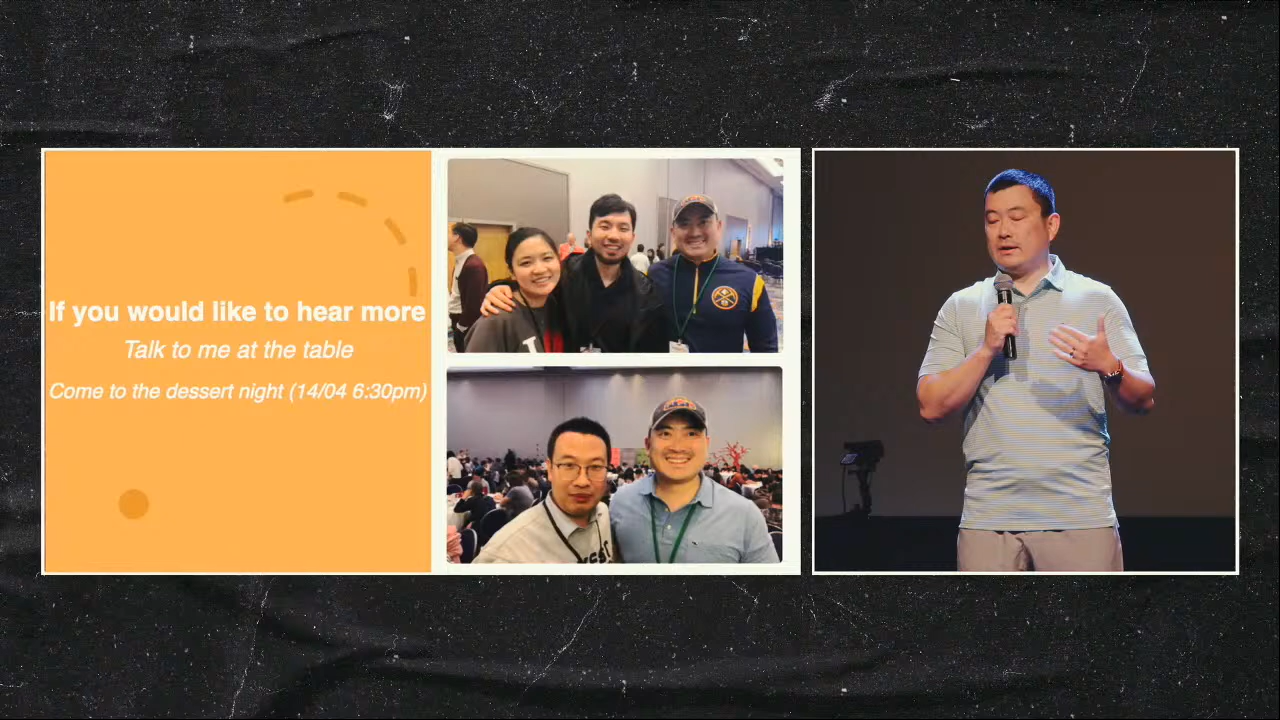 If you would like to hear more
Talk to me at the table
Come to the dessert night (14/04 6:30pm)